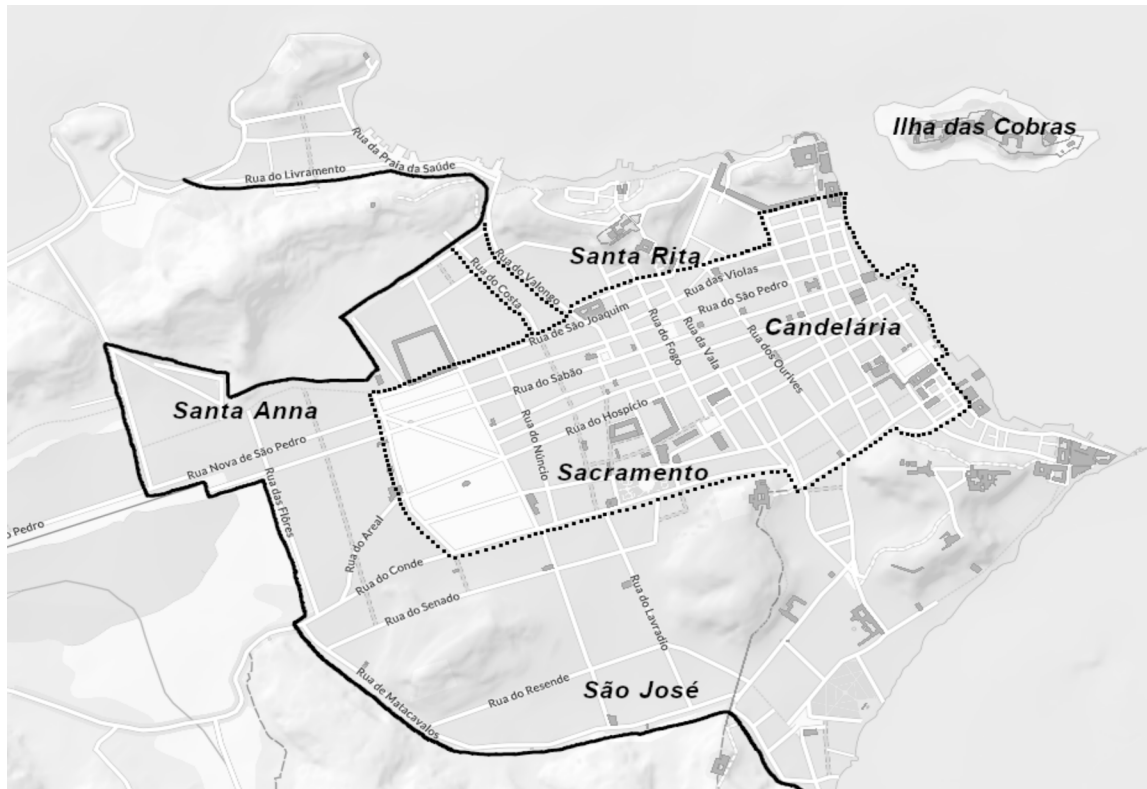 Ilha das Cobras
Rua da Praia da Saúde
Rua do Livramento
Santa Rita
Rua do Valongo
Rua do Costa
Rua das Violas
Rua do São Pedro
Rua de São Joaquim
Candelária
Rua do Fogo
Rua da Vala
Rua dos Ourives
Rua do Sabão
Santa Anna
Rua do Hospício
Rua do Núncio
Rua Nova de São Pedro
Sacramento
Rua das Flôres
o Pedro
Rua do Areal
Rua do Conde
Rua do Senado
Rua do Lavradio
Rua de Matacavalos
Rua do Resende
São José